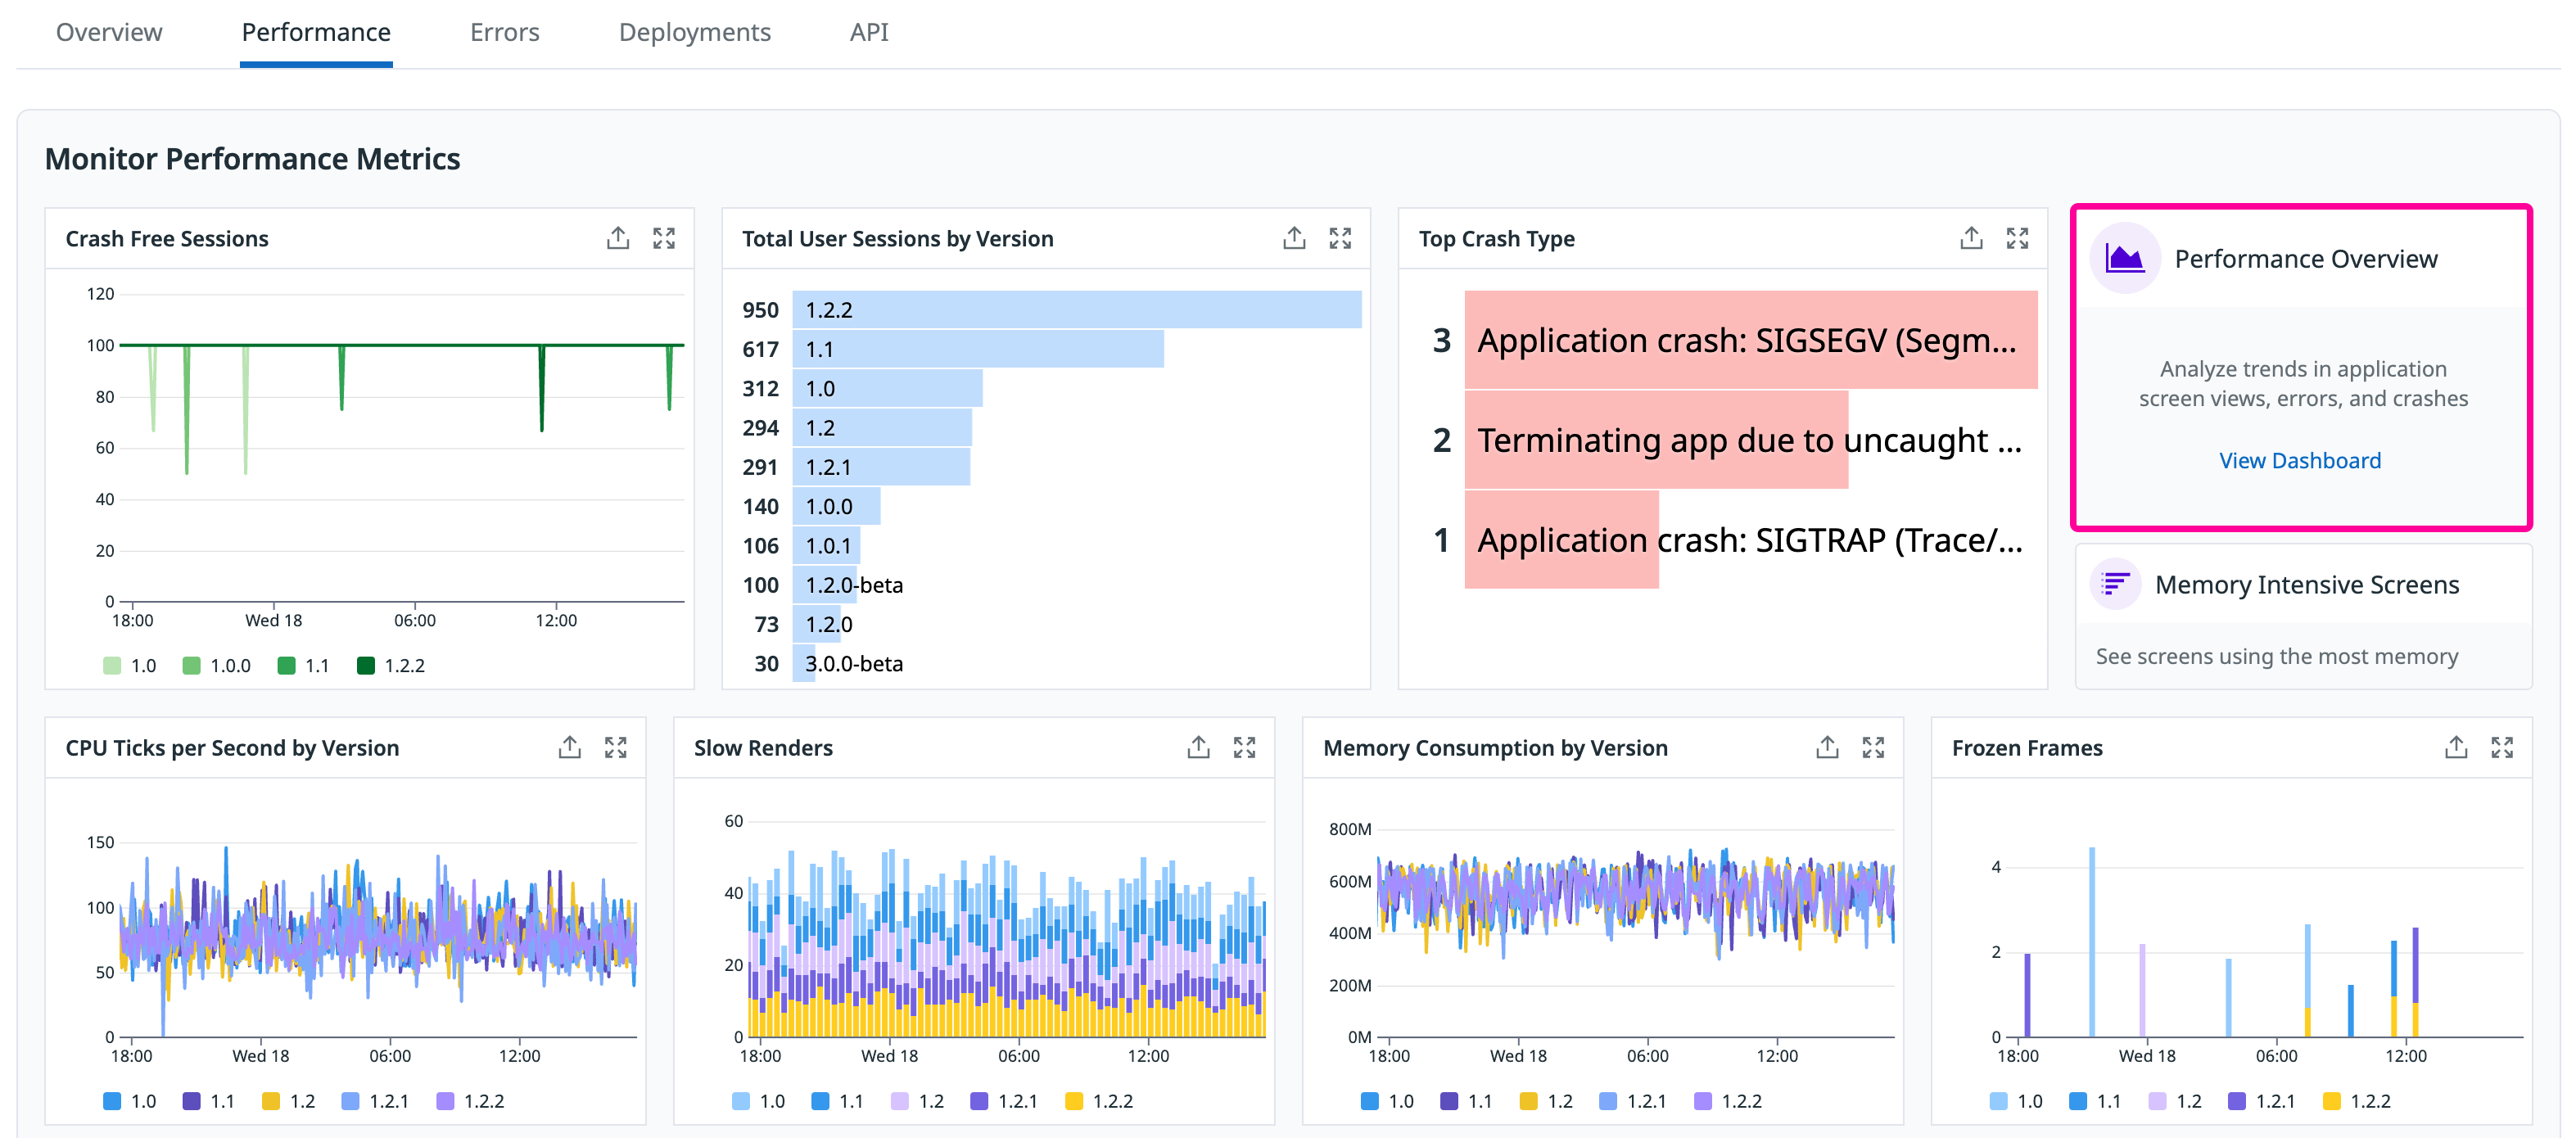 Overview Performance Errors Deployments API
Monitor Performance Metrics
Crash Free Sessions
120
100
80
60
40
20
0
18:00 Wed 18 06:00 12:00
1.0 1.0.0 1.1 1.2.2
Total User Sessions by Version
950 1.2.2
617 1.1
312 1.0
294 1.2
291 1.2.1
140 1.0.0
106 1.0.1
100 1.2.0-beta
73 1.2.0
30 3.0.0-beta
Top Crash Type
3 Application crash: SIGSEGV (Segm...
2 Terminating app due to uncaught ...
1 Application crash: SIGTRAP (Trace/...
Performance Overview
Analyze trends in application
screen views, errors, and crashes
View Dashboard
Memory Intensive Screens
See screens using the most memory
CPU Ticks per Second by Version
150
100
50
0
18:00 Wed 18 06:00 12:00
1.0 1.1 1.2 1.2.1 1.2.2
Slow Renders
60
40
20
0
18:00 Wed 18 06:00 12:00
1.0 1.1 1.2 1.2.1 1.2.2
Memory Consumption by Version
800M
600M
400M
200M
0M
18:00 Wed 18 06:00 12:00
1.0 1.1 1.2 1.2.1 1.2.2
Frozen Frames
4
2
0
18:00 Wed 18 06:00 12:00
1.0 1.1 1.2 1.2.1 1.2.2